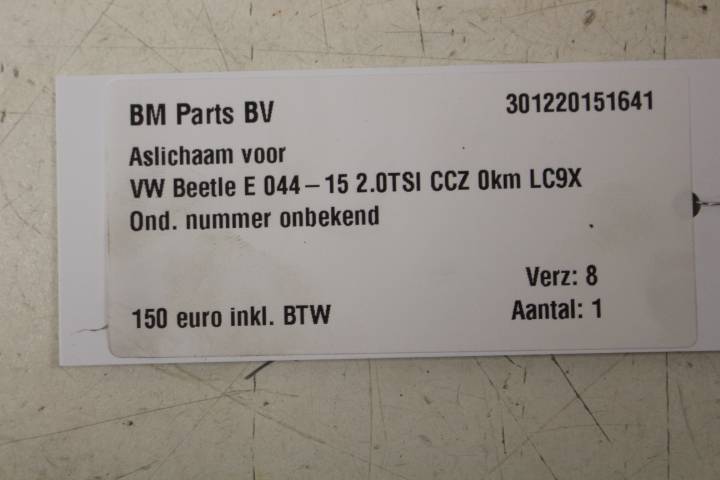 BM Parts BV
301220151641
Aslichaam voor
VW Beetle E 044-15 2.0TSI CCZ 0km LC9X
Ond. nummer onbekend
Verz: 8
150 euro inkl. BTW
Aantal: 1